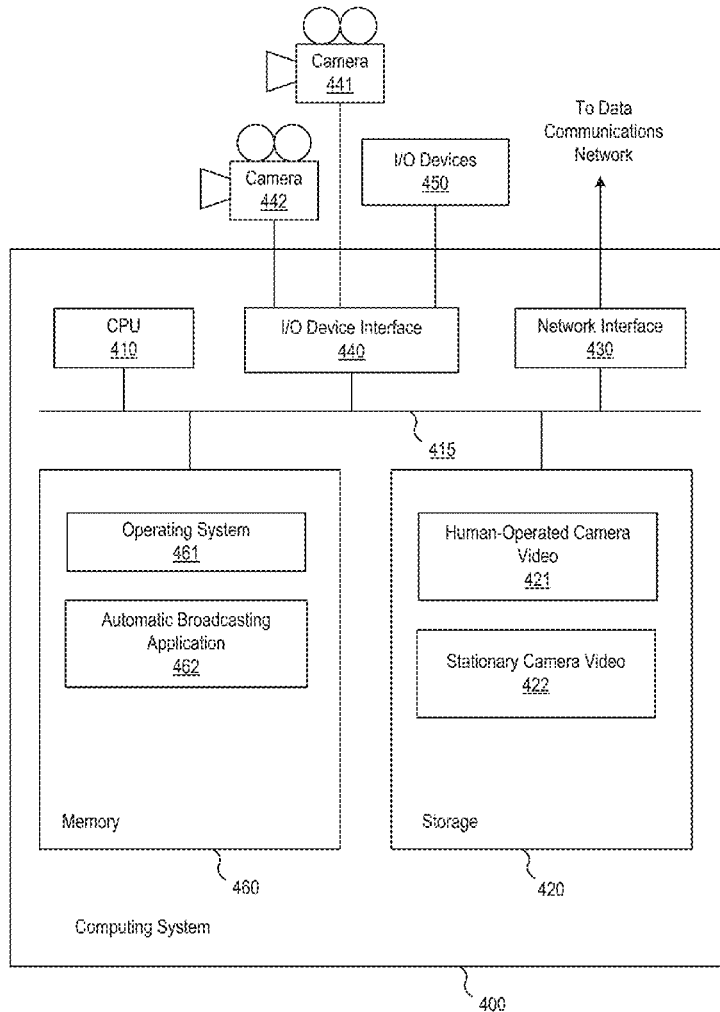 Camera
441
To Data
Communications
Network
Camera
442
I/O Devices
450
CPU
410
I/O Device Interface
440
Network Interface
430
415
Operating System
461
Automatic Broadcasting
Application
462
Memory
460
Human-Operated Camera
Video
421
Stationary Camera Video
422
Storage
420
Computing System
400